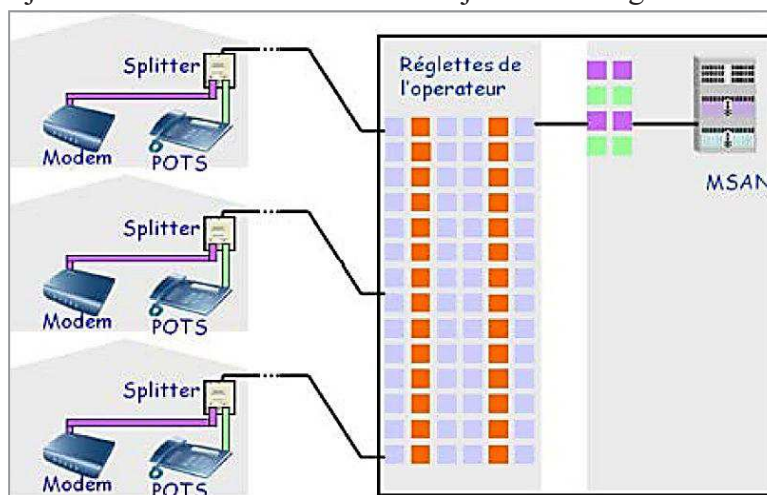 Splitter
Modem
POTS
Splitter
Modem
POTS
Splitter
Modem
POTS
Réglettes de
l'operateur
MSAN